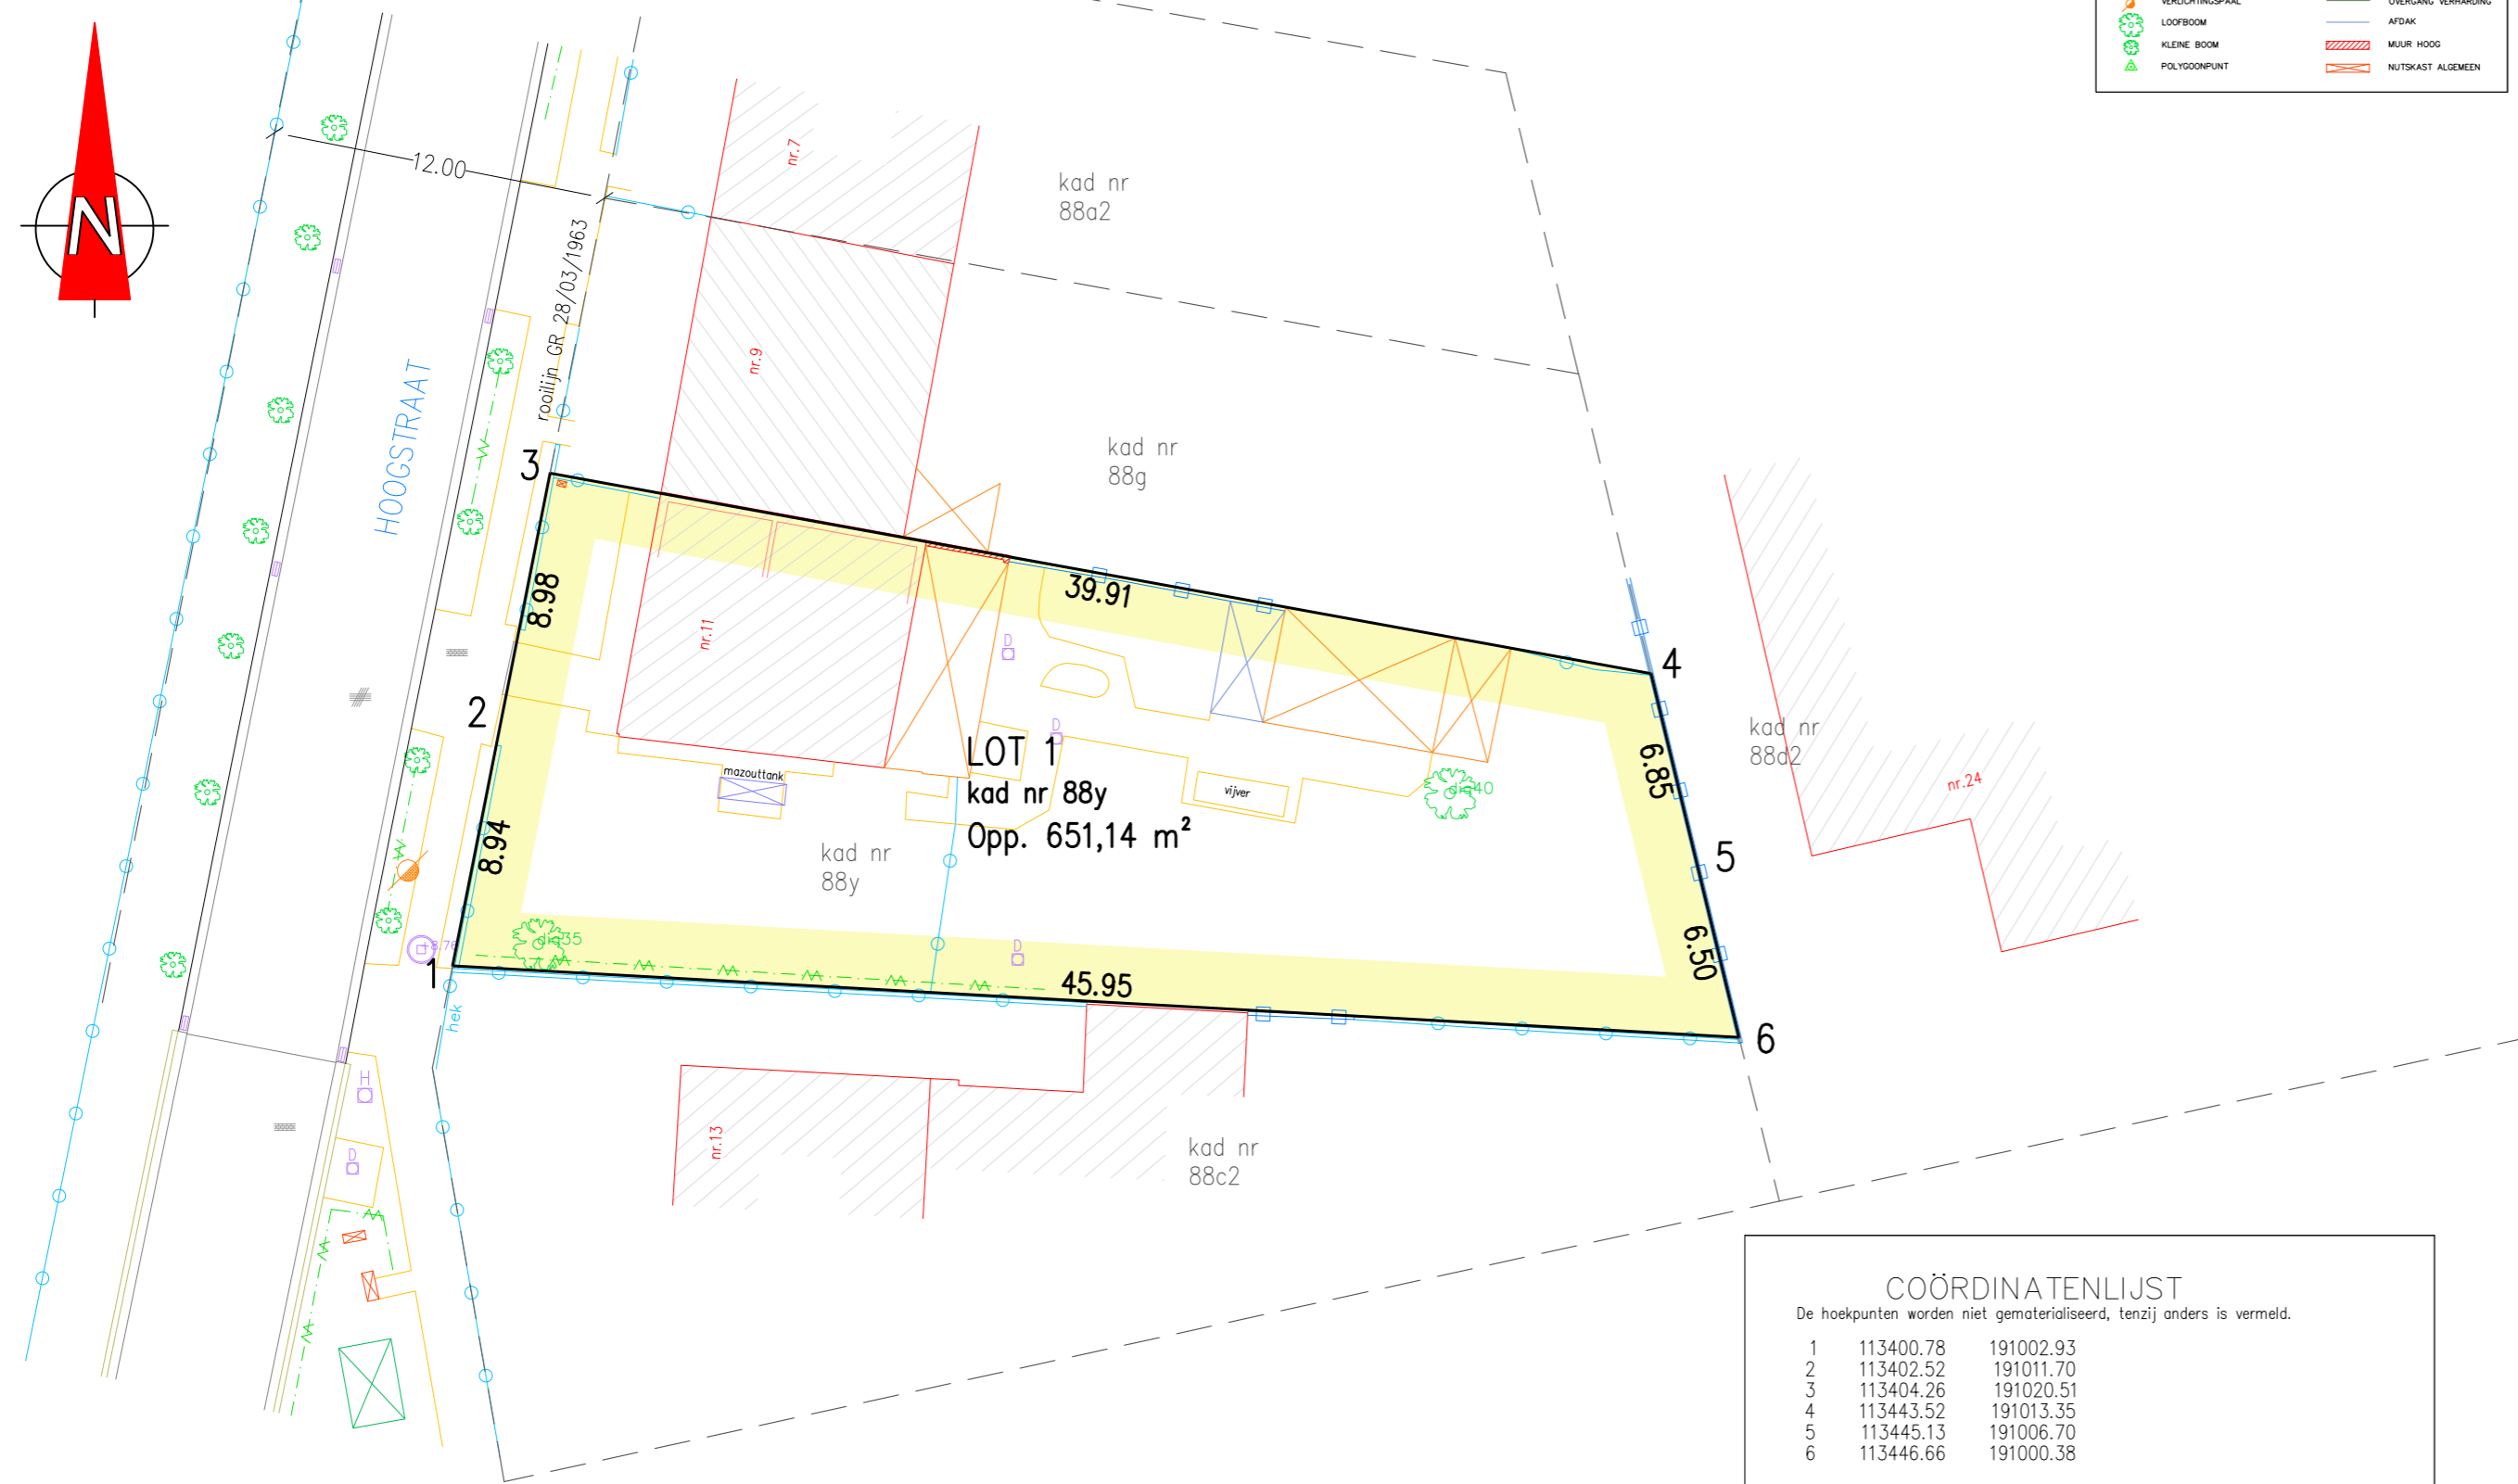 VERLICHTINGSPAAL
OVERGANG VERHARDING
LOOFBOOM
AFDAK
KLEINE BOOM
MUUR HOOG
POLYGOONPUNT
NUTSKAST ALGEMEEN
N
12.00
nr.7
kad nr
88a2
rooilijn GR 28/03/1963
nr.9
HOOGSTRAAT
kad nr
88g
3
8.98
39.91
nr.11
D
4
2
D
kad nr
88d2
LOT 1
kad nr 88y
Opp. 651,14 m²
mazouttank
vijver
dia40
6.85
nr.24
8.94
kad nr
88y
5
dia35
6.50
D
1
45.95
hek
6
H
D
nr.13
kad nr
88c2
COÖRDINATENLIJST
De hoekpunten worden niet gematerialiseerd, tenzij anders is vermeld.
1 113400.78 191002.93
2 113402.52 191011.70
3 113404.26 191020.51
4 113443.52 191013.35
5 113445.13 191006.70
6 113446.66 191000.38